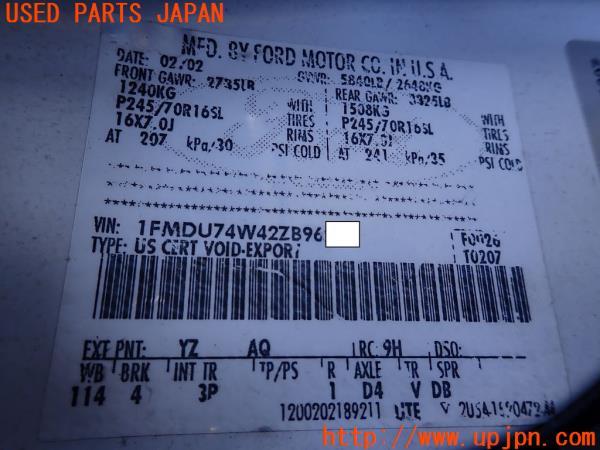 USED PARTS JAPAN
MFD. BY FORD MOTOR CO. IN U.S.A.
DATE: 02/02 GVWR: 5840LB/ 2648KG
FRONT GAWR: 2735LB REAR GAWR: 3325LB
1240KG WITH 1508KG WITH
P245/70R16SL TIRES P245/70R16SL TIRES
16X7.0J RIMS 16X7.0J RIMS
AT 207 kPa/30 PSI COLD AT 241 kPa/35 PSI COLD
VIN: 1FMDU74W42ZB96 F0026
TYPE: US CERT VOID-EXPORT T0207
EXT PNT: YZ AQ RC: 9H DSO:
WB BRK INT TR TP/PS R AXLE TR SPR
114 4 3P 1 D4 V DB
1200202189211 UTE
http://www.upjpn.com/